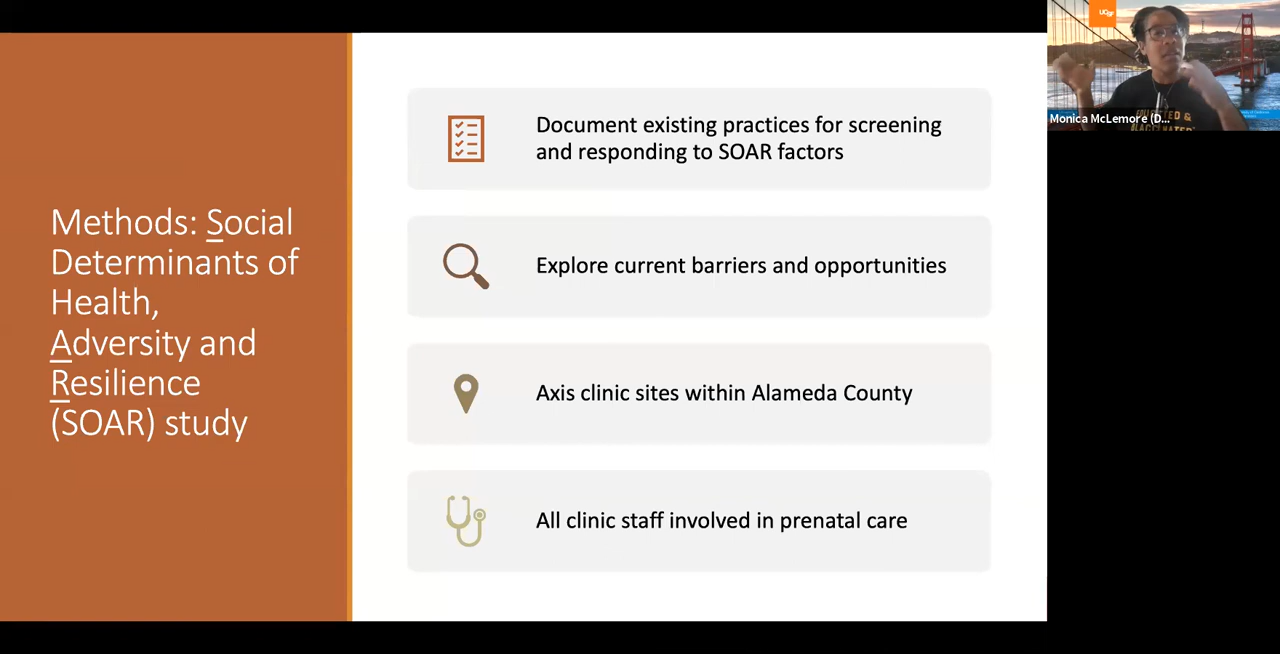 Methods: Social
Determinants of
Health,
Adversity and
Resilience
(SOAR) study
Document existing practices for screening
and responding to SOAR factors
Explore current barriers and opportunities
Axis clinic sites within Alameda County
All clinic staff involved in prenatal care
UCSF
Monica McLemore (D...